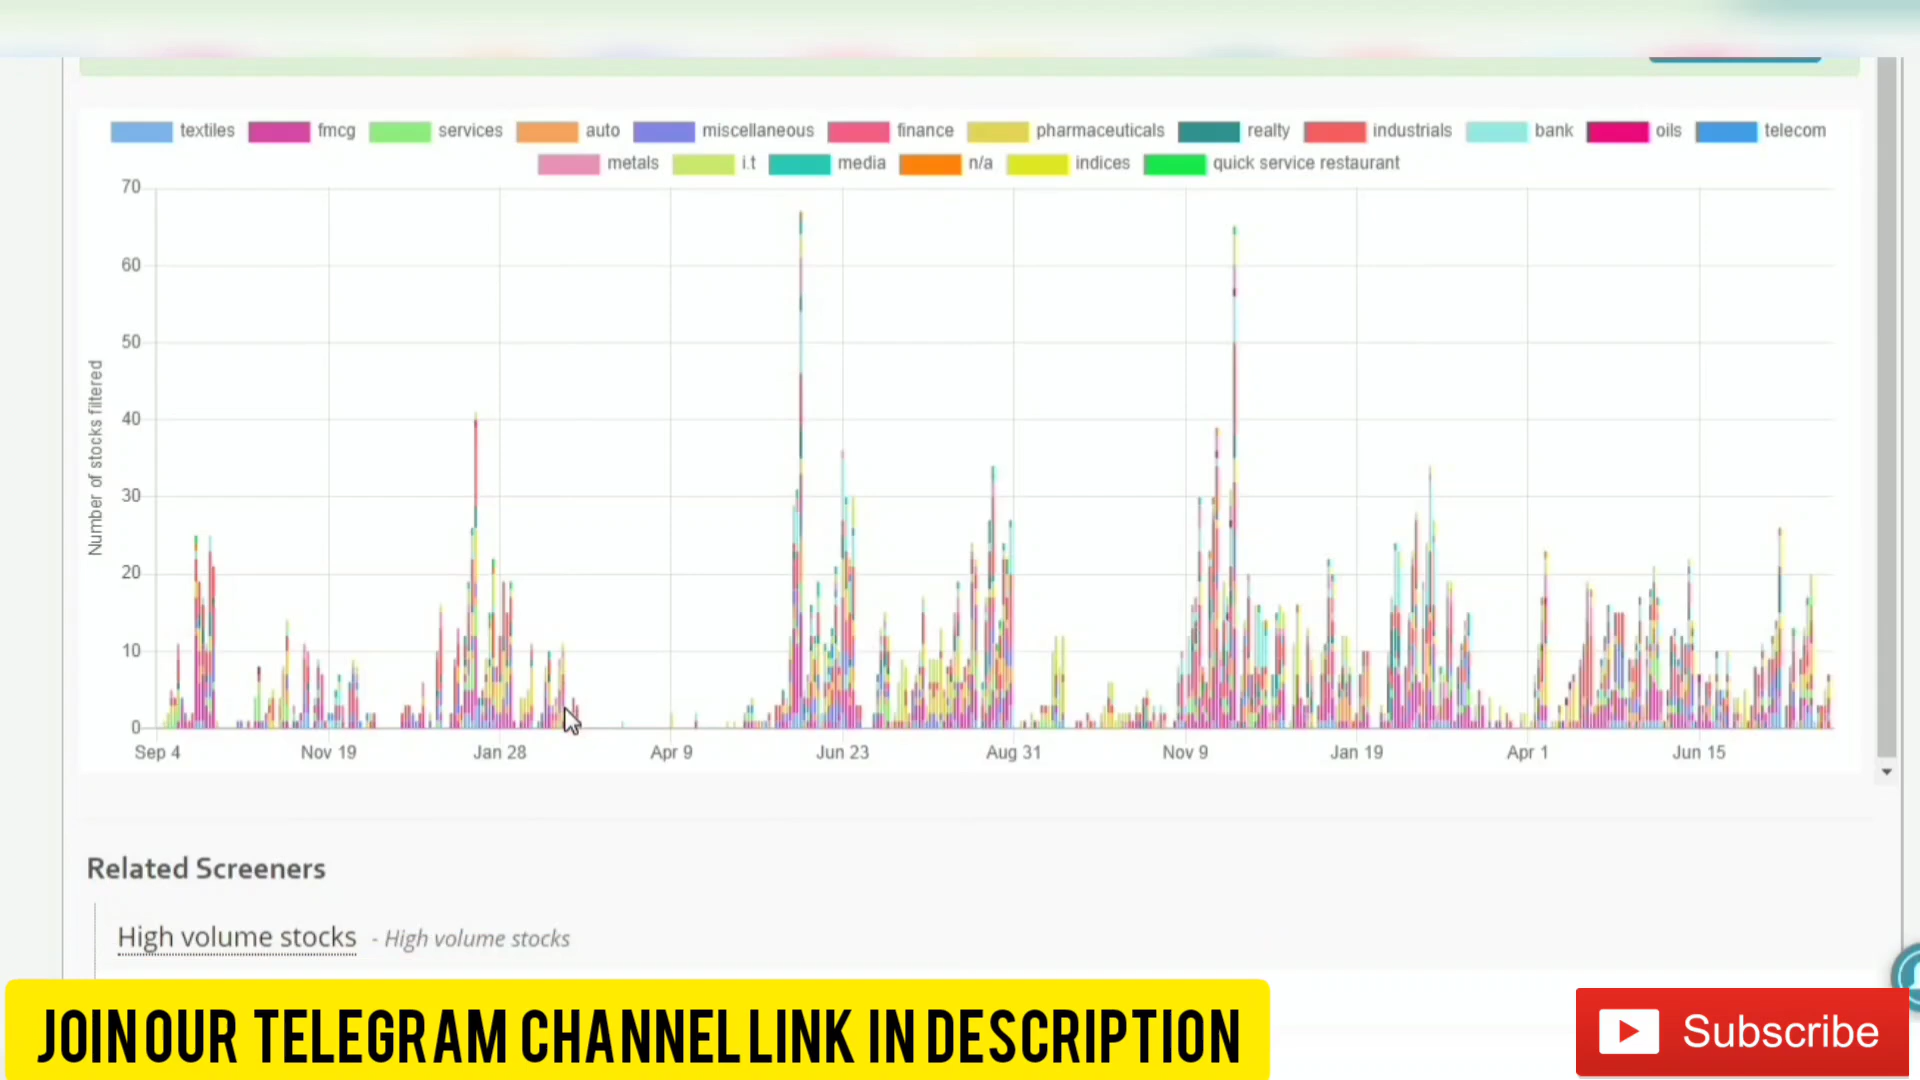 textiles fmcg services auto miscellaneous finance pharmaceuticals realty industrials bank oils telecom
metals i.t media n/a indices quick service restaurant
70
60
50
40
30
20
10
0
Number of stocks filtered
Sep 4 Nov 19 Jan 28 Apr 9 Jun 23 Aug 31 Nov 9 Jan 19 Apr 1 Jun 15
Related Screeners
High volume stocks - High volume stocks
JOIN OUR TELEGRAM CHANNEL LINK IN DESCRIPTION
Subscribe